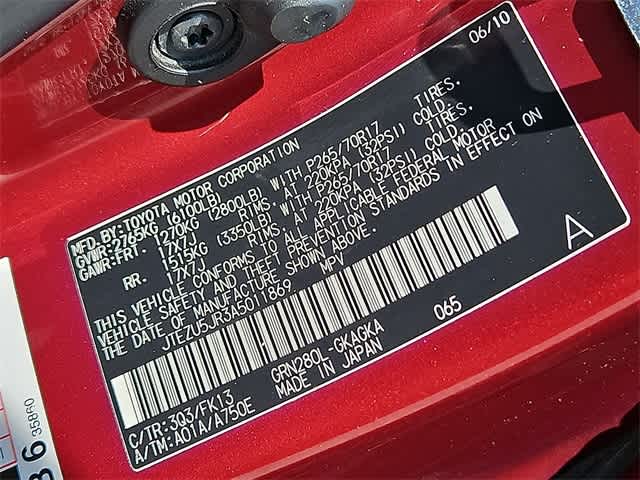 MFD.BY:TOYOTA MOTOR CORPORATION 06/10
GVWR:2765KG (6100LB)
GAWR:FRT. 1270KG (2800LB) WITH P265/70R17 TIRES,
17X7J RIMS, AT 220KPA (32PSI) COLD.
RR. 1515KG (3350LB) WITH P265/70R17 TIRES,
17X7J RIMS, AT 220KPA (32PSI) COLD.
THIS VEHICLE CONFORMS TO ALL APPLICABLE FEDERAL MOTOR
VEHICLE SAFETY AND THEFT PREVENTION STANDARDS IN EFFECT ON
THE DATE OF MANUFACTURE SHOWN ABOVE.
JTEZU5JR3A5011869 MPV
A
065
C/TR:3Q3/FK13 GRN280L-GKAGKA
A/TM:A01A/A750E MADE IN JAPAN
35860